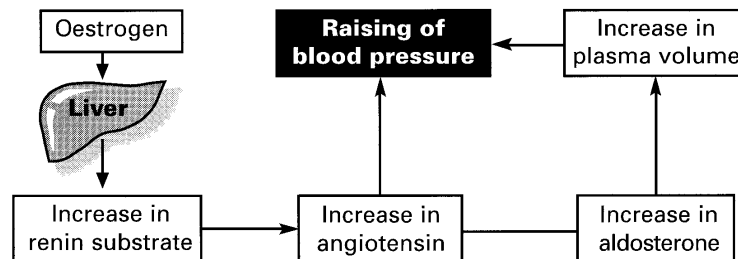 Oestrogen
Liver
Increase in
renin substrate
Increase in
angiotensin
Increase in
aldosterone
Increase in
plasma volume
Raising of
blood pressure